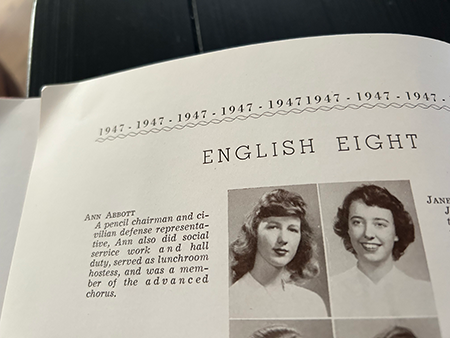 1947 - 1947 - 1947 - 1947 - 19471947 - 1947 - 1947 - 1947 -
ENGLISH EIGHT
ANN ABBOTT
A pencil chairman and ci-
vilian defense representa-
tive, Ann also did social
service work and hall
duty, served as lunchroom
hostess, and was a mem-
ber of the advanced
chorus.
JANE
J